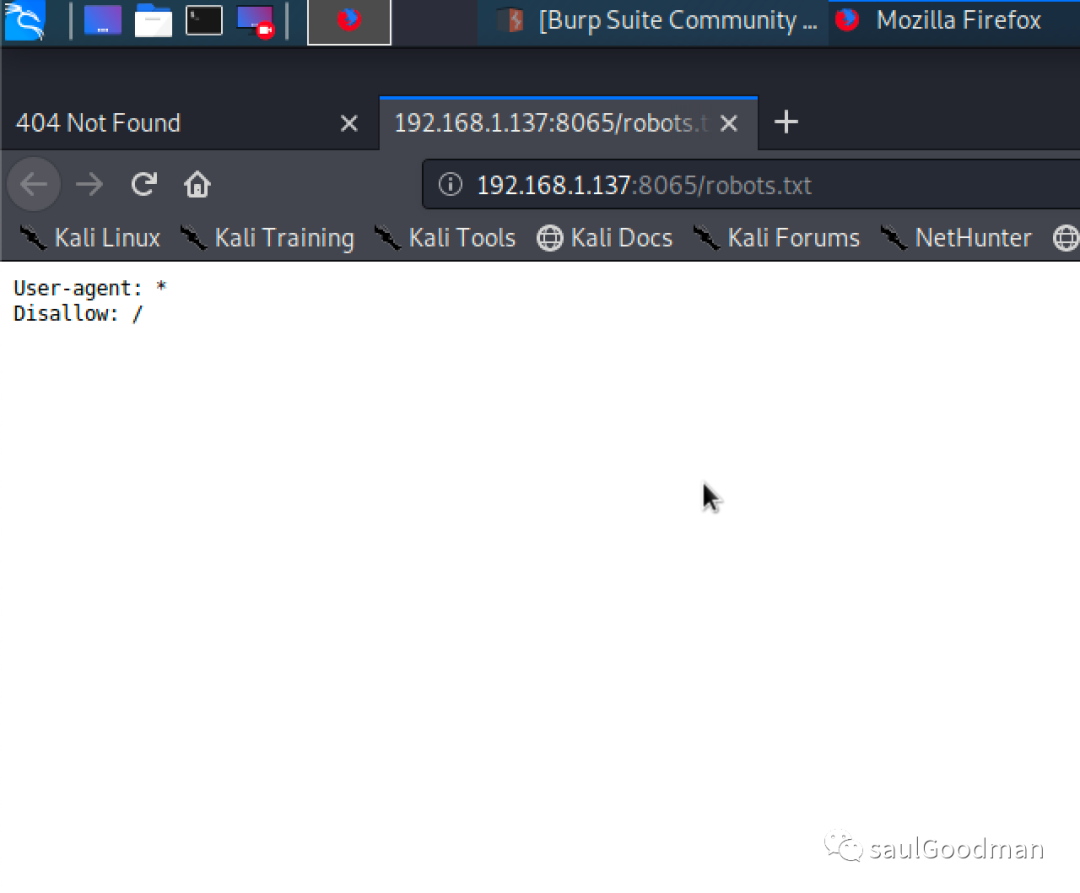 [Burp Suite Community ... Mozilla Firefox
404 Not Found 192.168.1.137:8065/robots.t
192.168.1.137:8065/robots.txt
Kali Linux Kali Training Kali Tools Kali Docs Kali Forums NetHunter
User-agent: *
Disallow: /
saulGoodman